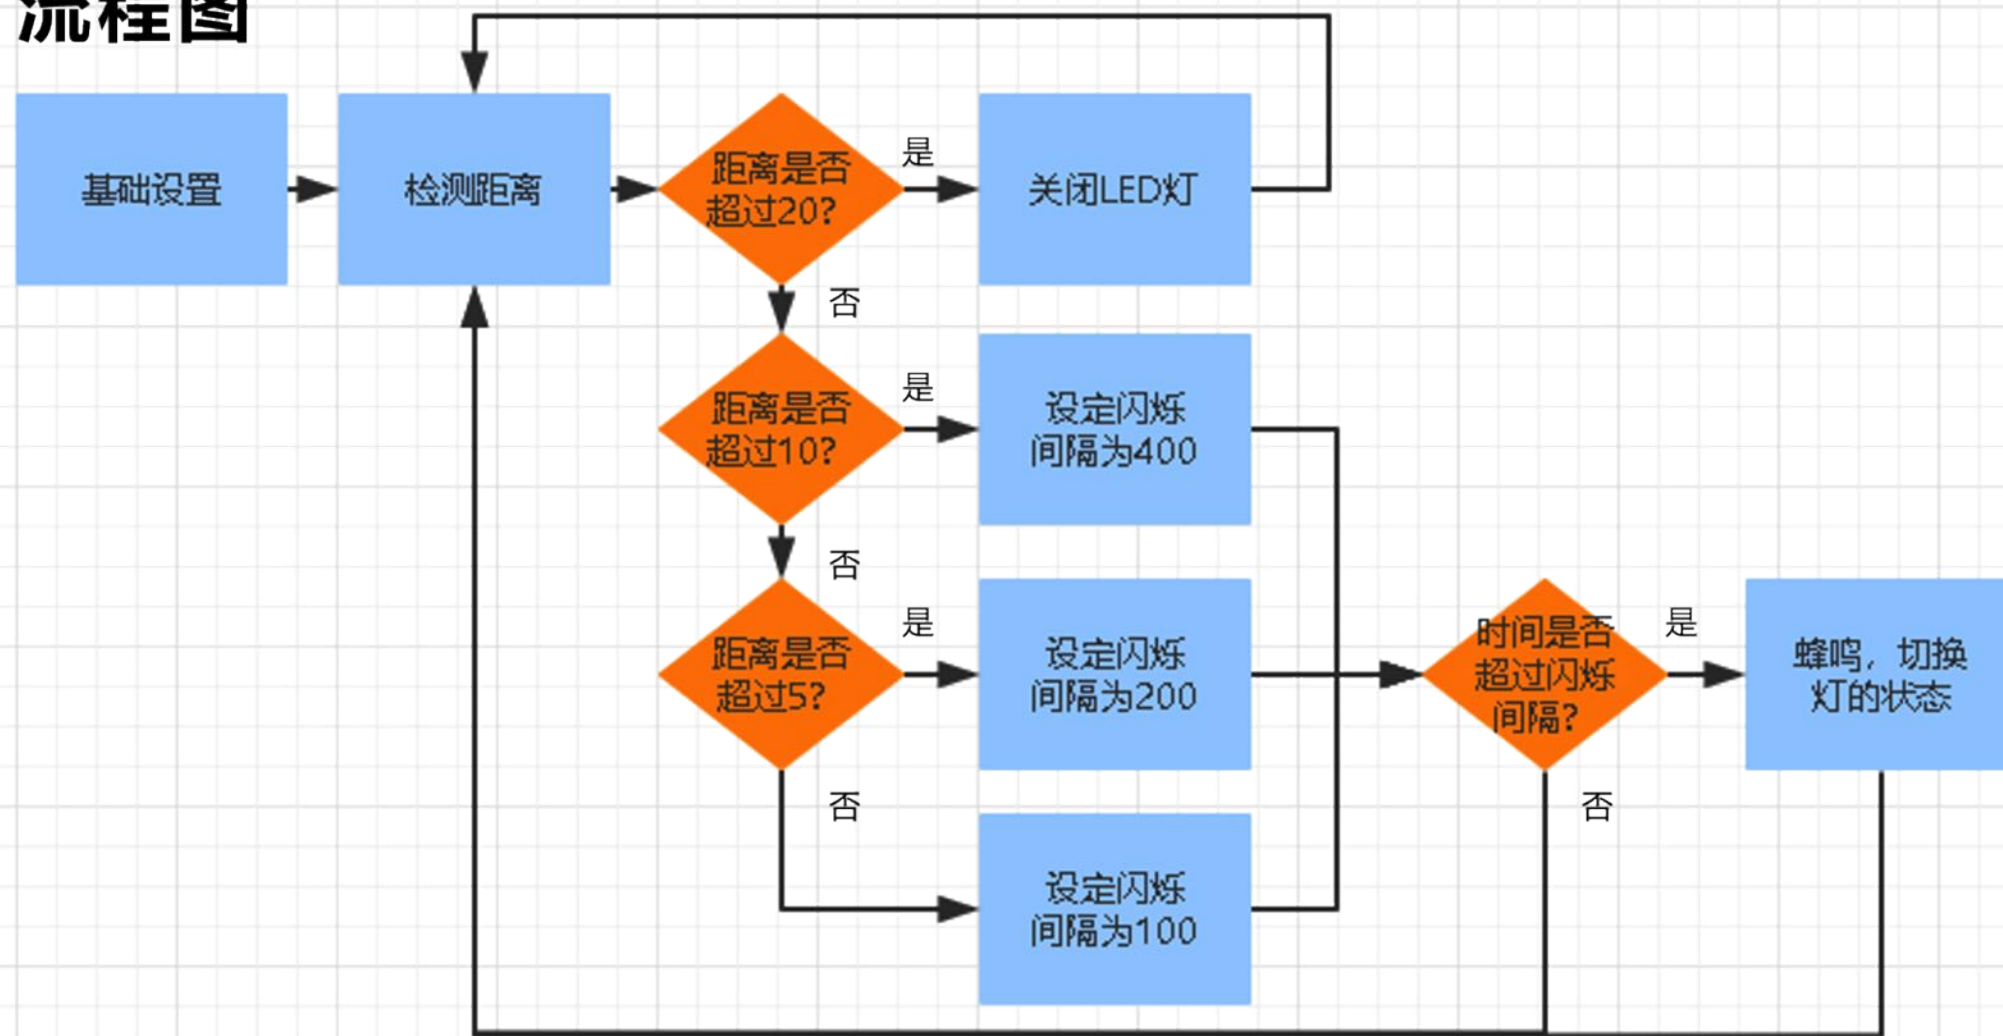 流程图
基础设置
检测距离
距离是否
超过20?
是
关闭LED灯
否
距离是否
超过10?
是
设定闪烁
间隔为400
否
距离是否
超过5?
是
设定闪烁
间隔为200
时间是否
超过闪烁
间隔?
是
蜂鸣，切换
灯的状态
否
否
设定闪烁
间隔为100